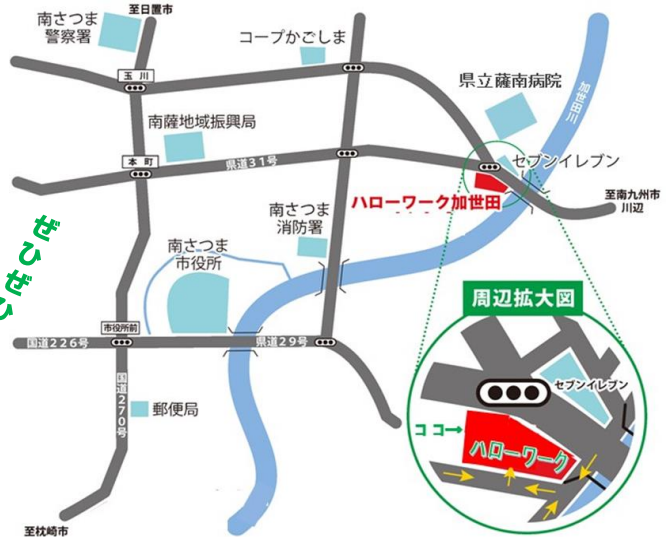 至日置市
南さつま
警察署
コープかごしま
玉川
県立薩南病院
加世田川
南薩地域振興局
本町
県道31号
セブンイレブン
ハローワーク加世田
至南九州市
川辺
南さつま
消防署
ぜひぜひ
南さつま
市役所
周辺拡大図
市役所前
国道226号
県道29号
セブンイレブン
国道270号
郵便局
ココ→
ハローワーク
至枕崎市